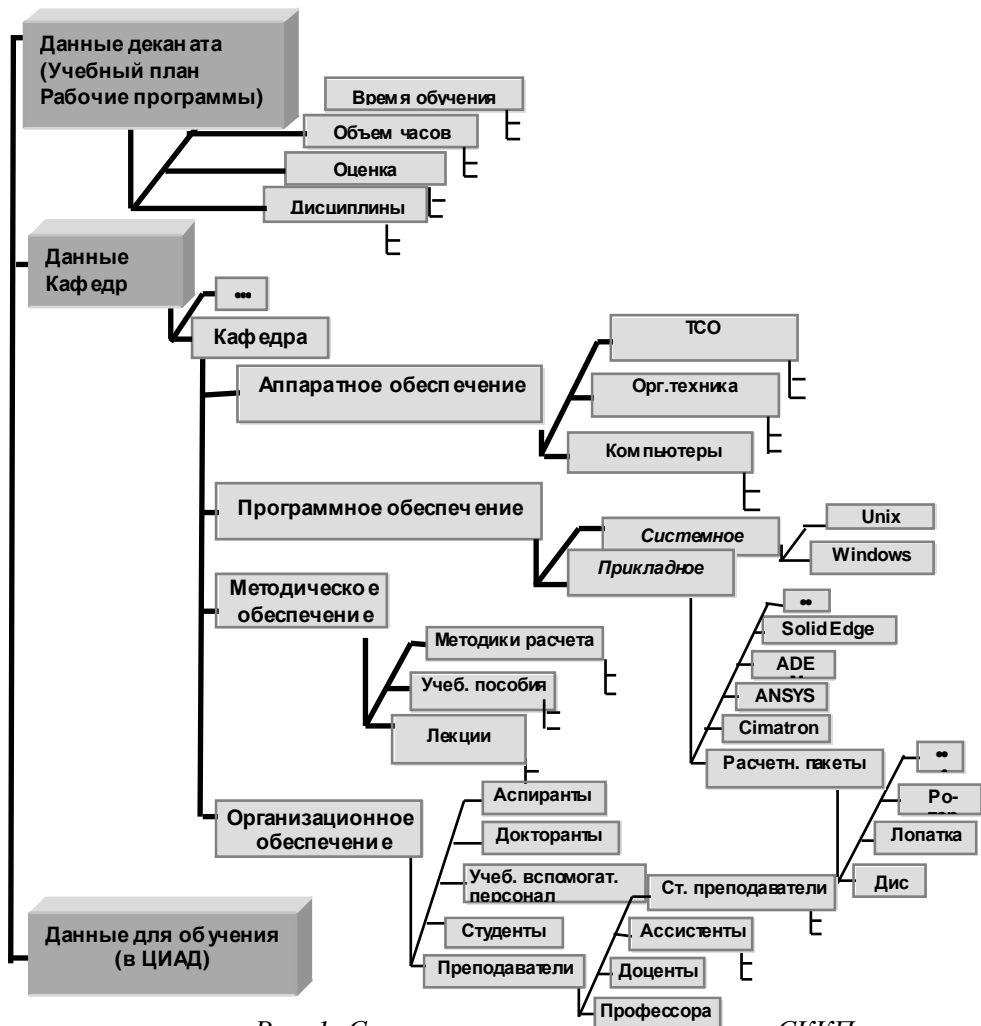 Данные деканата
(Учебный план
Рабочие программы)
Время обучения
Объем часов
Оценка
Дисциплины
Данные
Кафедр
•••
Кафедра
Аппаратное обеспечение
ТСО
Орг.техника
Компьютеры
Программное обеспечение
Системное
Unix
Windows
Прикладное
Методическое
обеспечение
Методики расчета
Учеб. пособия
Лекции
••
Solid Edge
ADE
ANSYS
Cimatron
Расчетн. пакеты
••
Ро-
Лопатка
Дис
Организационное
обеспечение
Аспиранты
Докторанты
Учеб. вспомогат.
персонал
Студенты
Преподаватели
Ст. преподаватели
Ассистенты
Доценты
Профессора
Данные для обучения
(в ЦИАД)